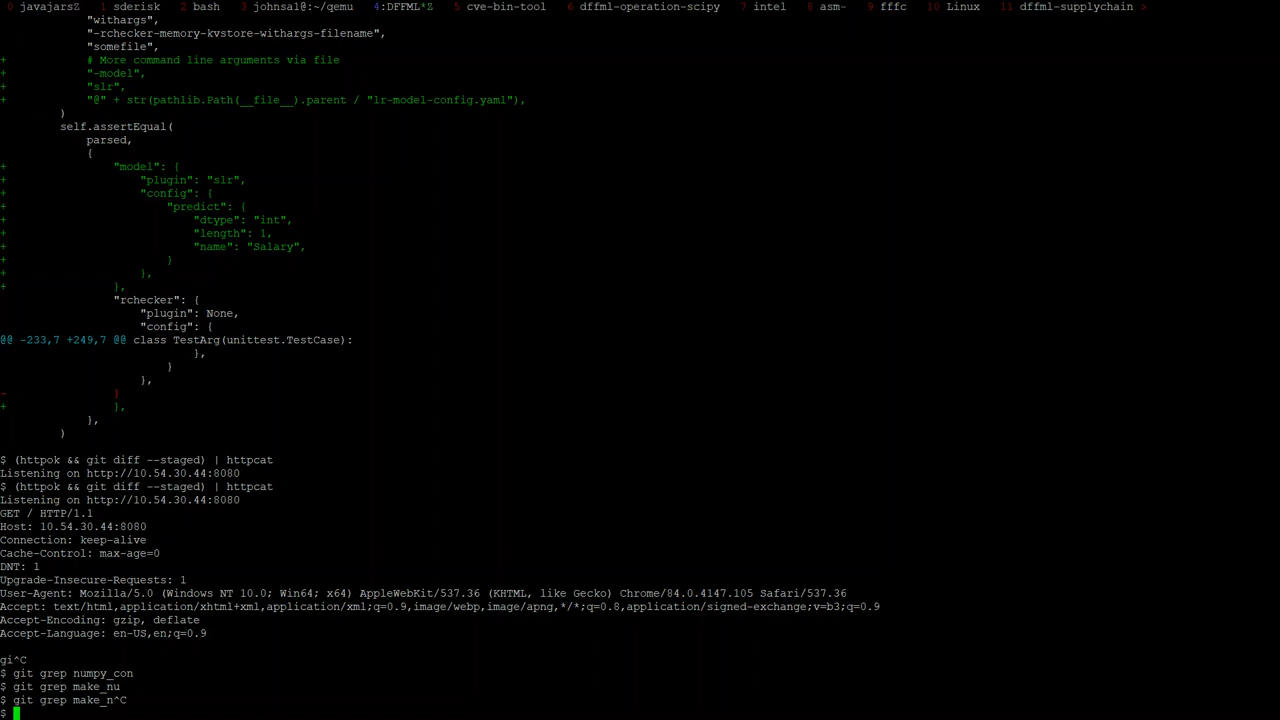 0 javajarsZ  1 sderisk  2 bash  3 johnsal@:~/qemu  4:DFFML*Z  5 cve-bin-tool  6 dffml-operation-scipy  7 intel  8 asm-  9 fffc  10 Linux  11 dffml-supplychain >
             "withargs",
             "-rchecker-memory-kvstore-withargs-filename",
             "somefile",
+            # More command line arguments via file
+            "-model",
+            "slr",
+            "@" + str(pathlib.Path(__file__).parent / "lr-model-config.yaml"),
         )
         self.assertEqual(
             parsed,
             {
+                "model": {
+                    "plugin": "slr",
+                    "config": {
+                        "predict": {
+                            "dtype": "int",
+                            "length": 1,
+                            "name": "Salary",
+                        }
+                    },
+                },
                 "rchecker": {
                     "plugin": None,
                     "config": {
@@ -233,7 +249,7 @@ class TestArg(unittest.TestCase):
                             },
                         }
                     },
-                }
+                },
             },
         )
$ (httpok && git diff --staged) | httpcat
Listening on http://10.54.30.44:8080
$ (httpok && git diff --staged) | httpcat
Listening on http://10.54.30.44:8080
GET / HTTP/1.1
Host: 10.54.30.44:8080
Connection: keep-alive
Cache-Control: max-age=0
DNT: 1
Upgrade-Insecure-Requests: 1
User-Agent: Mozilla/5.0 (Windows NT 10.0; Win64; x64) AppleWebKit/537.36 (KHTML, like Gecko) Chrome/84.0.4147.105 Safari/537.36
Accept: text/html,application/xhtml+xml,application/xml;q=0.9,image/webp,image/apng,*/*;q=0.8,application/signed-exchange;v=b3;q=0.9
Accept-Encoding: gzip, deflate
Accept-Language: en-US,en;q=0.9
gi^C
$ git grep numpy_con
$ git grep make_nu
$ git grep make_n^C
$